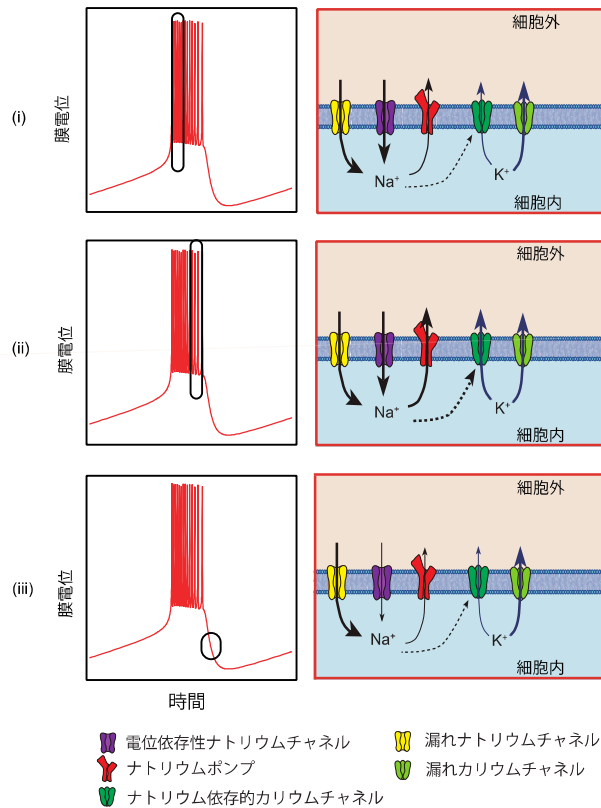 (i)
膜電位
細胞外
Na⁺
K⁺
細胞内
(ii)
膜電位
細胞外
Na⁺
K⁺
細胞内
(iii)
膜電位
細胞外
Na⁺
K⁺
細胞内
時間
電位依存性ナトリウムチャネル
漏れナトリウムチャネル
ナトリウムポンプ
漏れカリウムチャネル
ナトリウム依存的カリウムチャネル